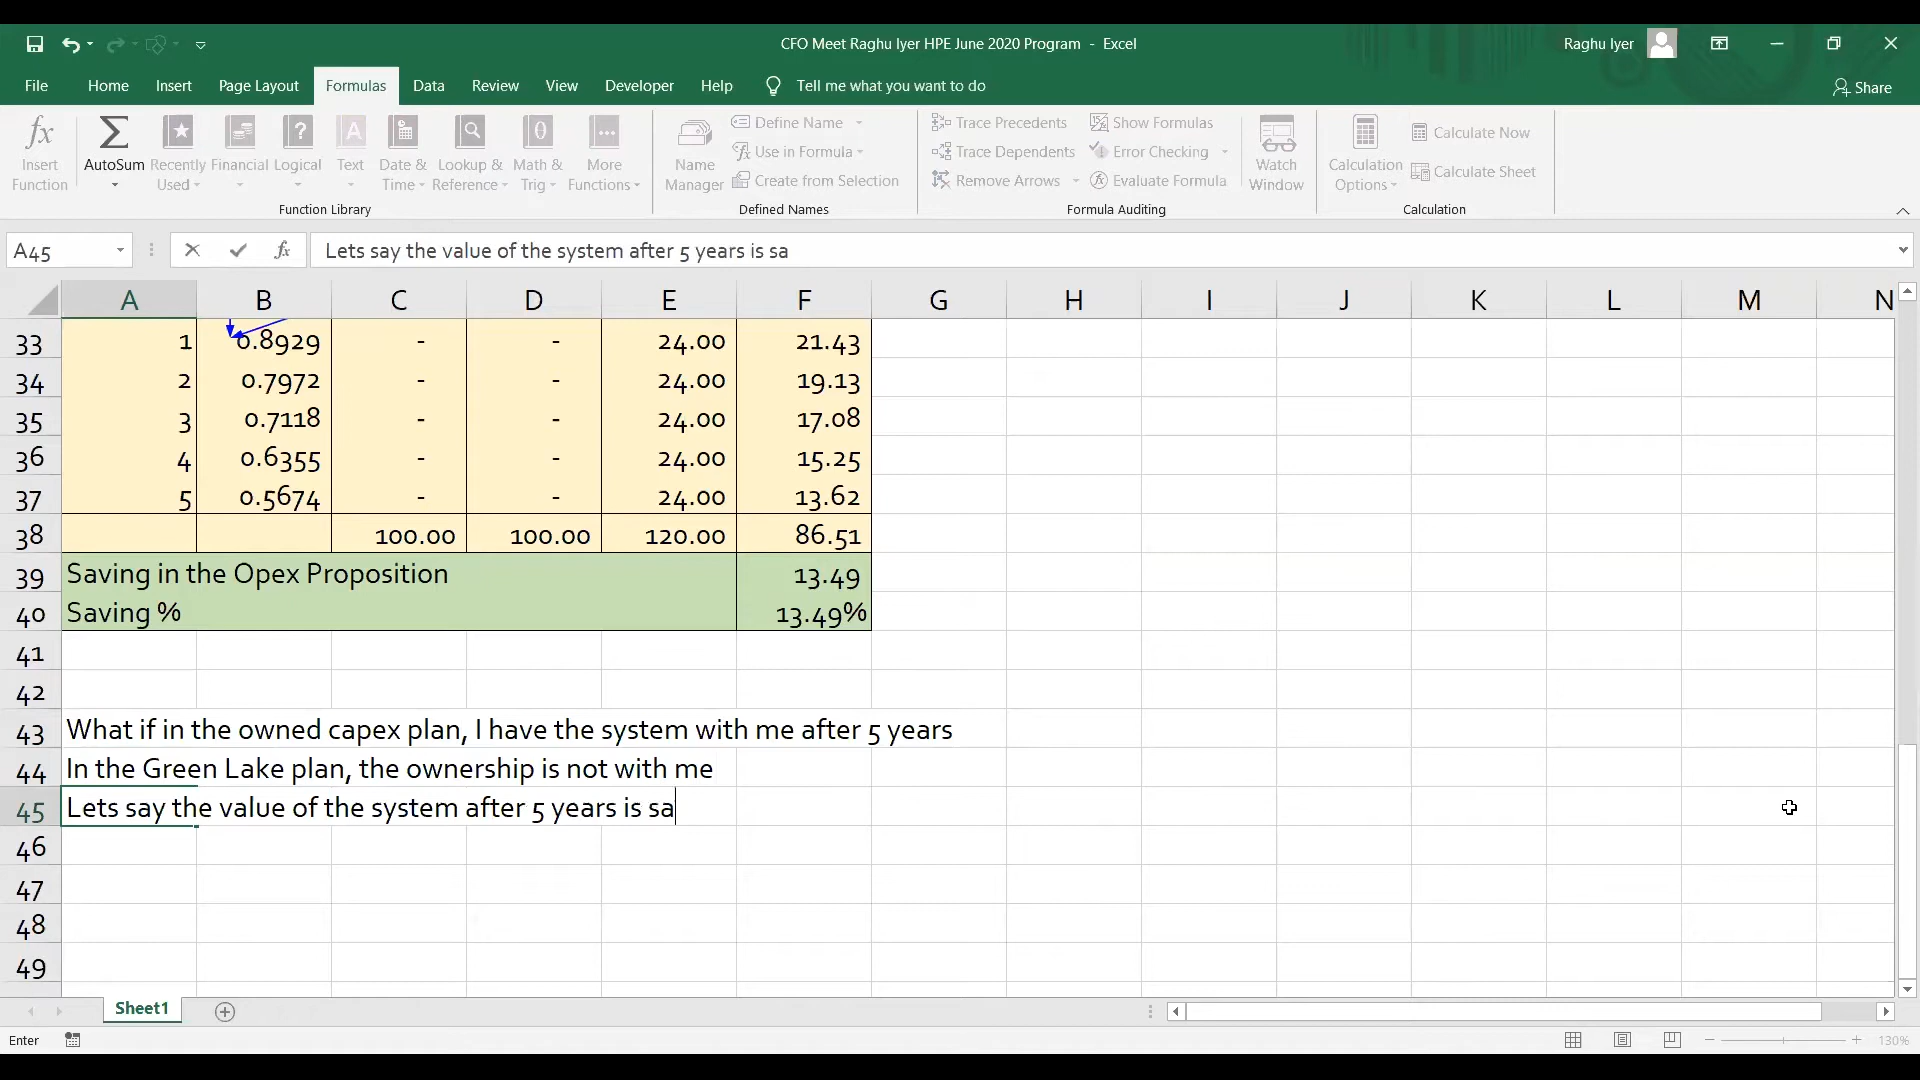 CFO Meet Raghu Iyer HPE June 2020 Program - Excel
Raghu Iyer
File Home Insert Page Layout Formulas Data Review View Developer Help Tell me what you want to do Share
Insert Function
AutoSum
Recently Used
Financial
Logical
Text
Date & Time
Lookup & Reference
Math & Trig
More Functions
Function Library
Name Manager
Define Name
Use in Formula
Create from Selection
Defined Names
Trace Precedents
Trace Dependents
Remove Arrows
Show Formulas
Error Checking
Evaluate Formula
Formula Auditing
Watch Window
Calculation Options
Calculate Now
Calculate Sheet
Calculation
A45 fx Lets say the value of the system after 5 years is sa
A B C D E F G H I J K L M N
33 1 0.8929 - - 24.00 21.43
34 2 0.7972 - - 24.00 19.13
35 3 0.7118 - - 24.00 17.08
36 4 0.6355 - - 24.00 15.25
37 5 0.5674 - - 24.00 13.62
38 100.00 100.00 120.00 86.51
39 Saving in the Opex Proposition 13.49
40 Saving % 13.49%
41
42
43 What if in the owned capex plan, I have the system with me after 5 years
44 In the Green Lake plan, the ownership is not with me
45 Lets say the value of the system after 5 years is sa
46
47
48
49
Sheet1
Enter
130%